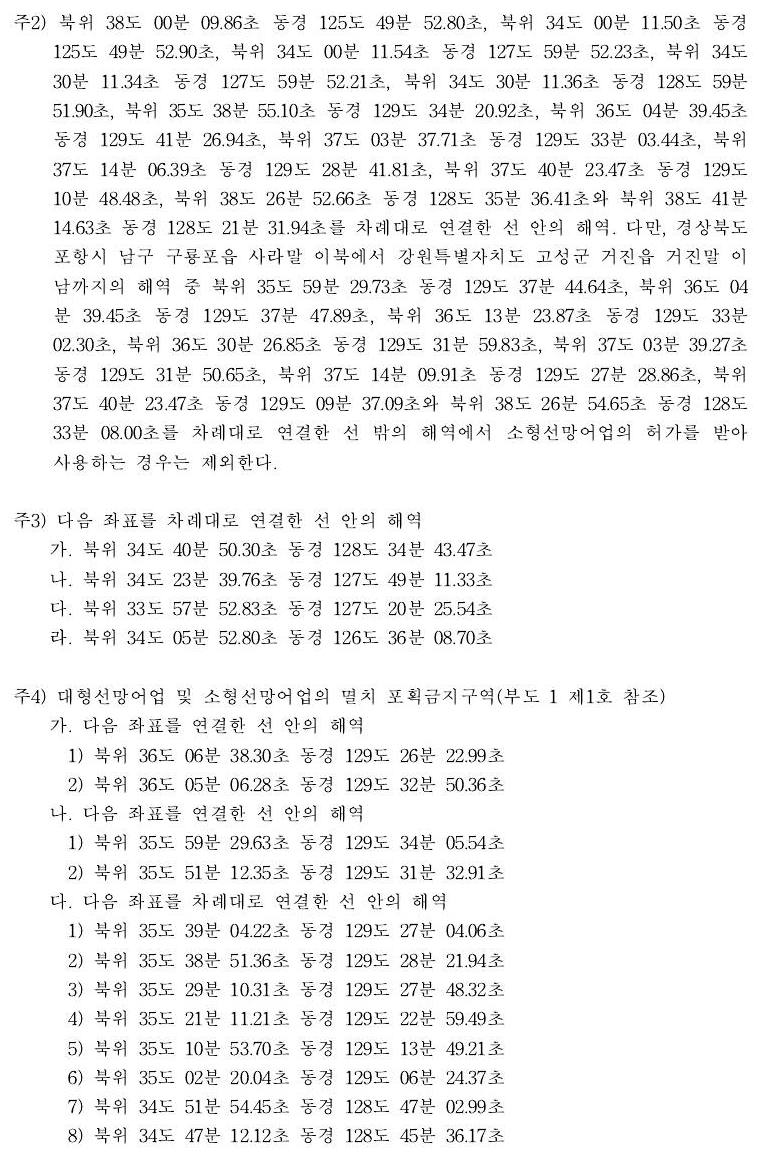 주2) 북위 38도 00분 09.86초 동경 125도 49분 52.80초, 북위 34도 00분 11.50초 동경
125도 49분 52.90초, 북위 34도 00분 11.54초 동경 127도 59분 52.23초, 북위 34도
30분 11.34초 동경 127도 59분 52.21초, 북위 34도 30분 11.36초 동경 128도 59분
51.90초, 북위 35도 38분 55.10초 동경 129도 34분 20.92초, 북위 36도 04분 39.45초
동경 129도 41분 26.94초, 북위 37도 03분 37.71초 동경 129도 33분 03.44초, 북위
37도 14분 06.39초 동경 129도 28분 41.81초, 북위 37도 40분 23.47초 동경 129도
10분 48.48초, 북위 38도 26분 52.66초 동경 128도 35분 36.41초와 북위 38도 41분
14.63초 동경 128도 21분 31.94초를 차례대로 연결한 선 안의 해역. 다만, 경상북도
포항시 남구 구룡포읍 사라말 이북에서 강원특별자치도 고성군 거진읍 거진말 이
남까지의 해역 중 북위 35도 59분 29.73초 동경 129도 37분 44.64초, 북위 36도 04
분 39.45초 동경 129도 37분 47.89초, 북위 36도 13분 23.87초 동경 129도 33분
02.30초, 북위 36도 30분 26.85초 동경 129도 31분 59.83초, 북위 37도 03분 39.27초
동경 129도 31분 50.65초, 북위 37도 14분 09.91초 동경 129도 27분 28.86초, 북위
37도 40분 23.47초 동경 129도 09분 37.09초와 북위 38도 26분 54.65초 동경 128도
33분 08.00초를 차례대로 연결한 선 밖의 해역에서 소형선망어업의 허가를 받아
사용하는 경우는 제외한다.
주3) 다음 좌표를 차례대로 연결한 선 안의 해역
가. 북위 34도 40분 50.30초 동경 128도 34분 43.47초
나. 북위 34도 23분 39.76초 동경 127도 49분 11.33초
다. 북위 33도 57분 52.83초 동경 127도 20분 25.54초
라. 북위 34도 05분 52.80초 동경 126도 36분 08.70초
주4) 대형선망어업 및 소형선망어업의 멸치 포획금지구역(부도 1 제1호 참조)
가. 다음 좌표를 연결한 선 안의 해역
1) 북위 36도 06분 38.30초 동경 129도 26분 22.99초
2) 북위 36도 05분 06.28초 동경 129도 32분 50.36초
나. 다음 좌표를 연결한 선 안의 해역
1) 북위 35도 59분 29.63초 동경 129도 34분 05.54초
2) 북위 35도 51분 12.35초 동경 129도 31분 32.91초
다. 다음 좌표를 차례대로 연결한 선 안의 해역
1) 북위 35도 39분 04.22초 동경 129도 27분 04.06초
2) 북위 35도 38분 51.36초 동경 129도 28분 21.94초
3) 북위 35도 29분 10.31초 동경 129도 27분 48.32초
4) 북위 35도 21분 11.21초 동경 129도 22분 59.49초
5) 북위 35도 10분 53.70초 동경 129도 13분 49.21초
6) 북위 35도 02분 20.04초 동경 129도 06분 24.37초
7) 북위 34도 51분 54.45초 동경 128도 47분 02.99초
8) 북위 34도 47분 12.12초 동경 128도 45분 36.17초